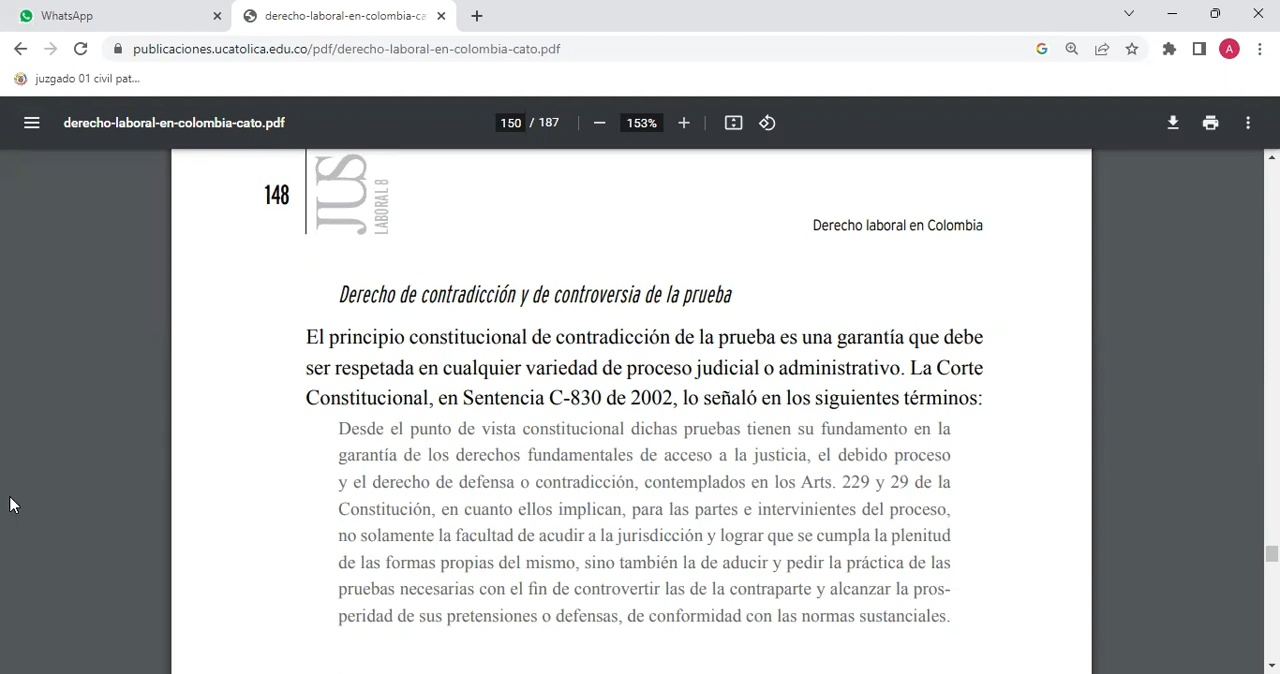 WhatsApp
derecho-laboral-en-colombia-ca
publicaciones.ucatolica.edu.co/pdf/derecho-laboral-en-colombia-cato.pdf
A
juzgado 01 civil pat...
derecho-laboral-en-colombia-cato.pdf
150 / 187
153%
148
JUS
LABORAL 8
Derecho laboral en Colombia
Derecho de contradicción y de controversia de la prueba
El principio constitucional de contradicción de la prueba es una garantía que debe
ser respetada en cualquier variedad de proceso judicial o administrativo. La Corte
Constitucional, en Sentencia C-830 de 2002, lo señaló en los siguientes términos:
Desde el punto de vista constitucional dichas pruebas tienen su fundamento en la
garantía de los derechos fundamentales de acceso a la justicia, el debido proceso
y el derecho de defensa o contradicción, contemplados en los Arts. 229 y 29 de la
Constitución, en cuanto ellos implican, para las partes e intervinientes del proceso,
no solamente la facultad de acudir a la jurisdicción y lograr que se cumpla la plenitud
de las formas propias del mismo, sino también la de aducir y pedir la práctica de las
pruebas necesarias con el fin de controvertir las de la contraparte y alcanzar la pros-
peridad de sus pretensiones o defensas, de conformidad con las normas sustanciales.